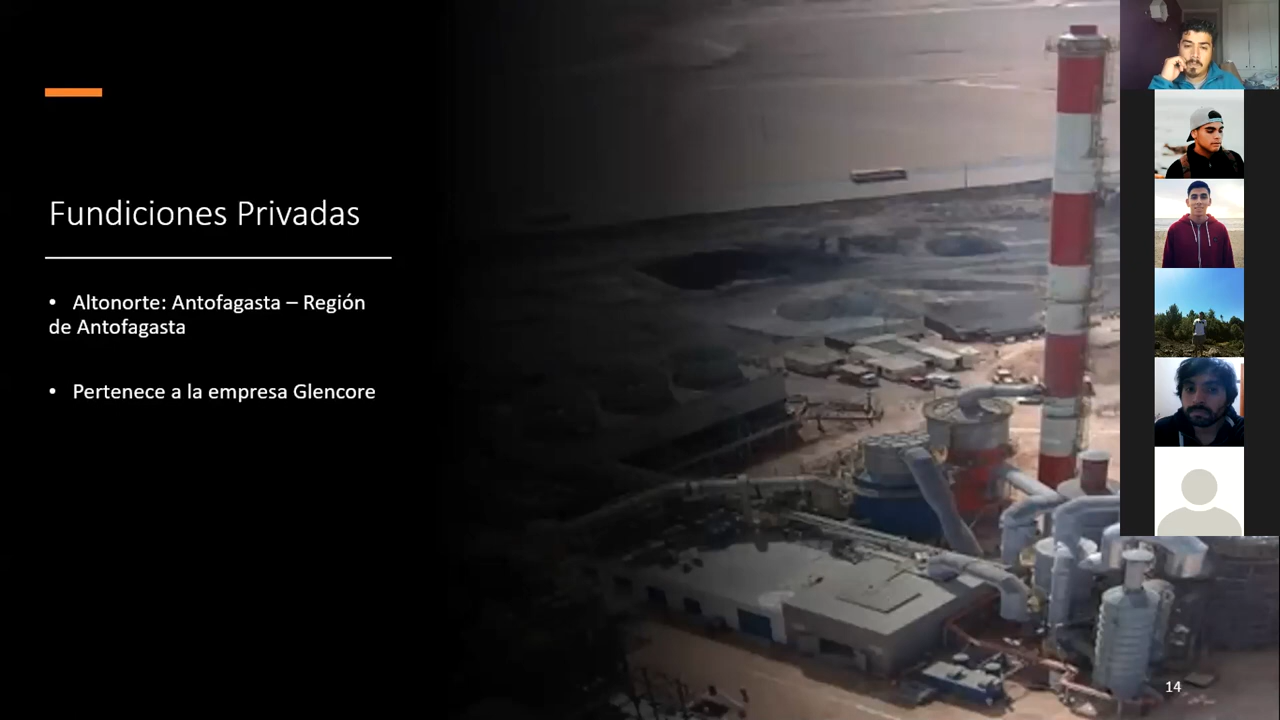 Fundiciones Privadas
• Altonorte: Antofagasta – Región
de Antofagasta
• Pertenece a la empresa Glencore
14